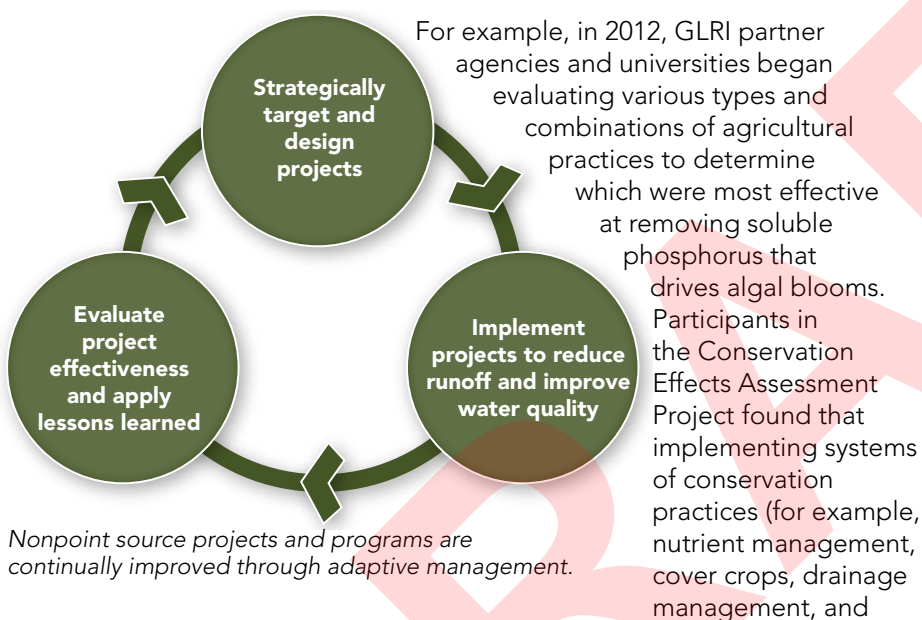 Strategically
target and
design
projects
Implement
projects to reduce
runoff and improve
water quality
Evaluate
project
effectiveness
and apply
lessons learned
Nonpoint source projects and programs are
continually improved through adaptive management.
For example, in 2012, GLRI partner
agencies and universities began
evaluating various types and
combinations of agricultural
practices to determine
which were most effective
at removing soluble
phosphorus that
drives algal blooms.
Participants in
the Conservation
Effects Assessment
Project found that
implementing systems
of conservation
practices (for example,
nutrient management,
cover crops, drainage
management, and